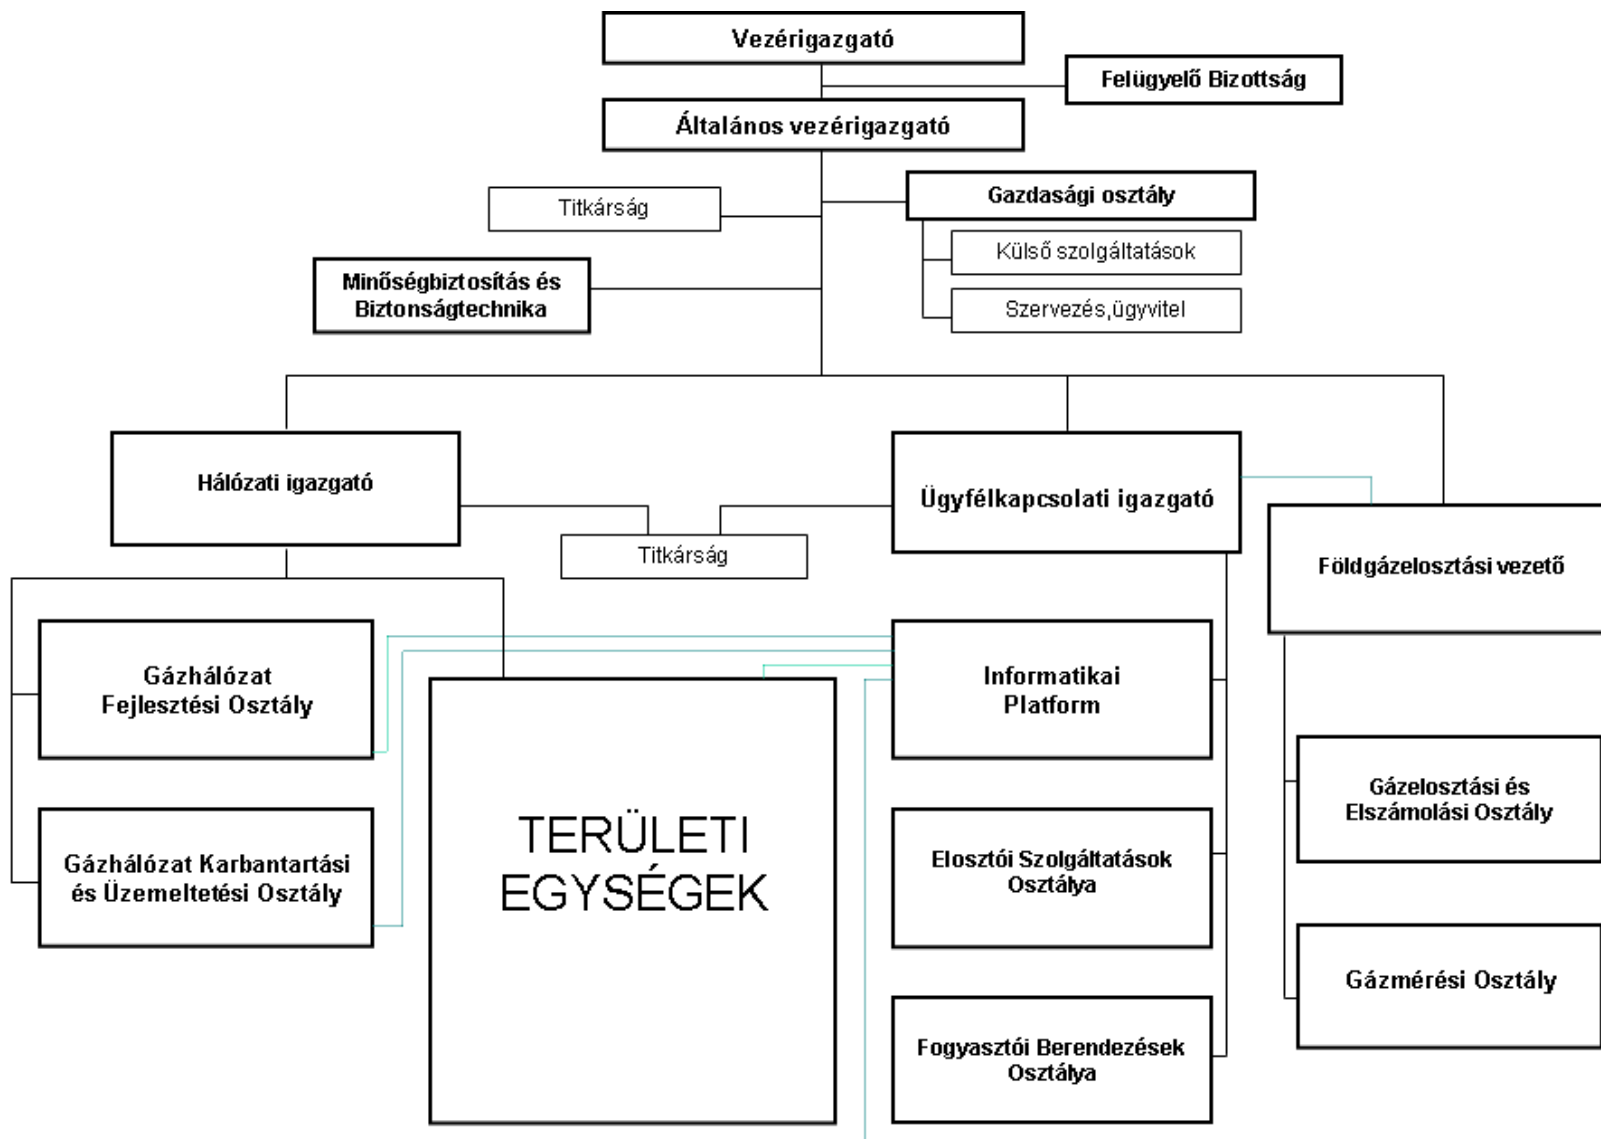 Vezérigazgató
Felügyelő Bizottság
Általános vezérigazgató
Titkárság
Gazdasági osztály
Külső szolgáltatások
Minőségbiztosítás és
Biztonságtechnika
Szervezés,ügyvitel
Hálózati igazgató
Ügyfélkapcsolati igazgató
Titkárság
Földgázelosztási vezető
Gázhálózat
Fejlesztési Osztály
Informatikai
Platform
Gázelosztási és
Elszámolási Osztály
TERÜLETI
EGYSÉGEK
Gázhálózat Karbantartási
és Üzemeltetési Osztály
Elosztói Szolgáltatások
Osztálya
Gázmérési Osztály
Fogyasztói Berendezések
Osztálya